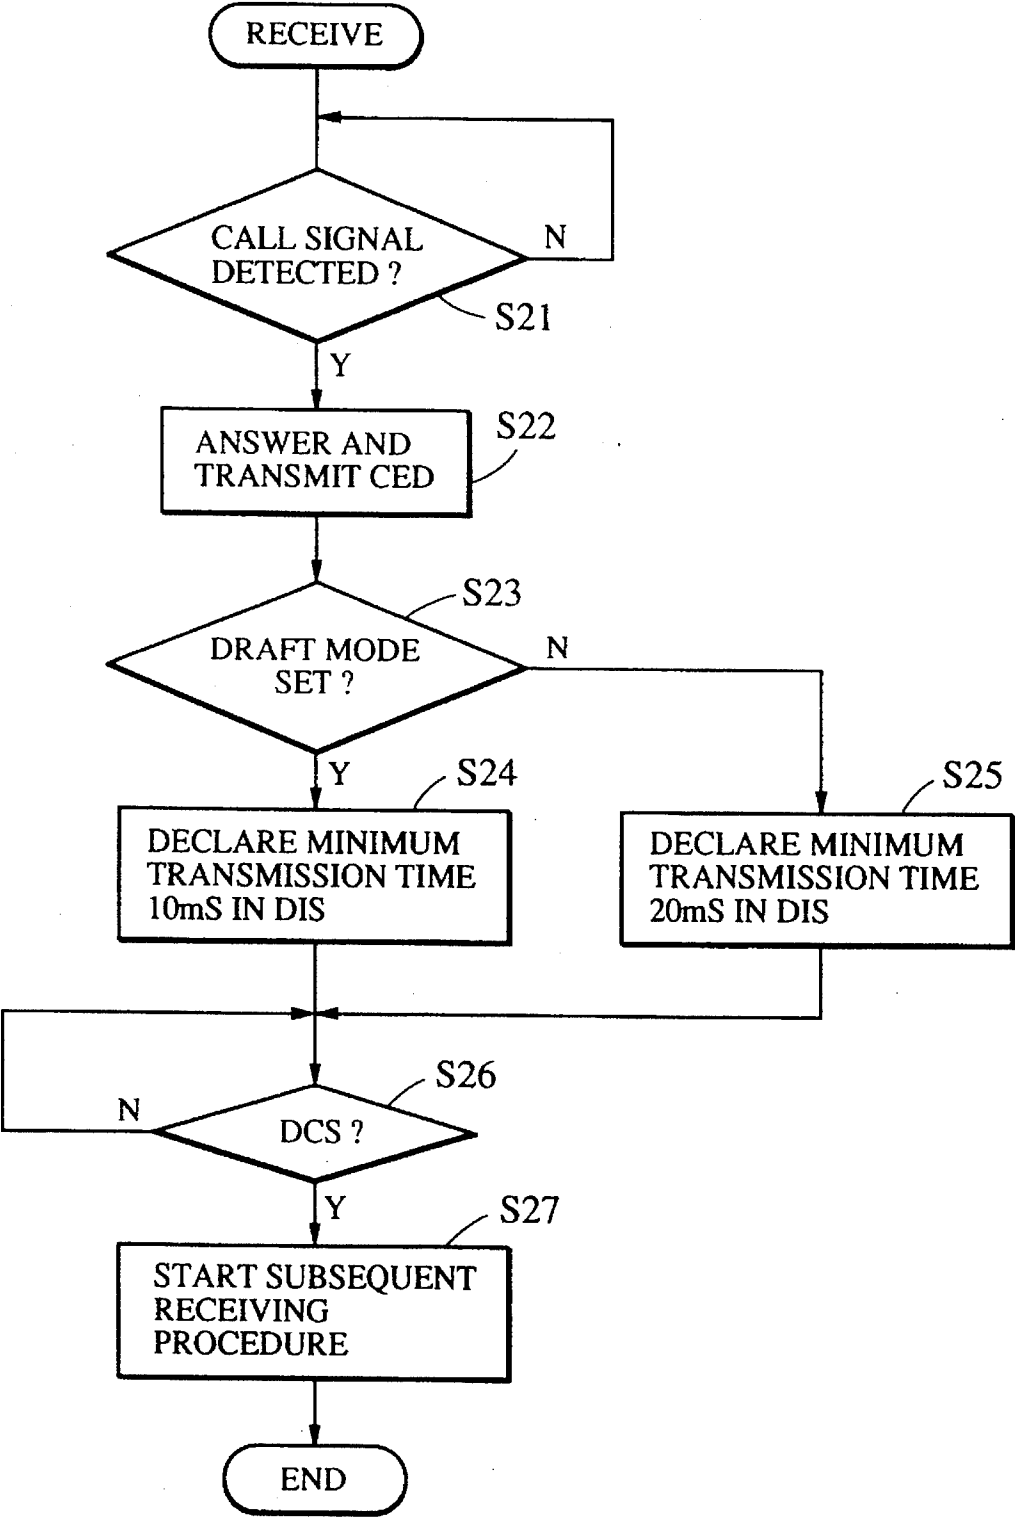 RECEIVE
CALL SIGNAL
DETECTED ?
N
S21
Y
S22
ANSWER AND
TRANSMIT CED
S23
DRAFT MODE
SET ?
N
Y
S24
S25
DECLARE MINIMUM
TRANSMISSION TIME
10mS IN DIS
DECLARE MINIMUM
TRANSMISSION TIME
20mS IN DIS
S26
N
DCS ?
Y
S27
START SUBSEQUENT
RECEIVING
PROCEDURE
END